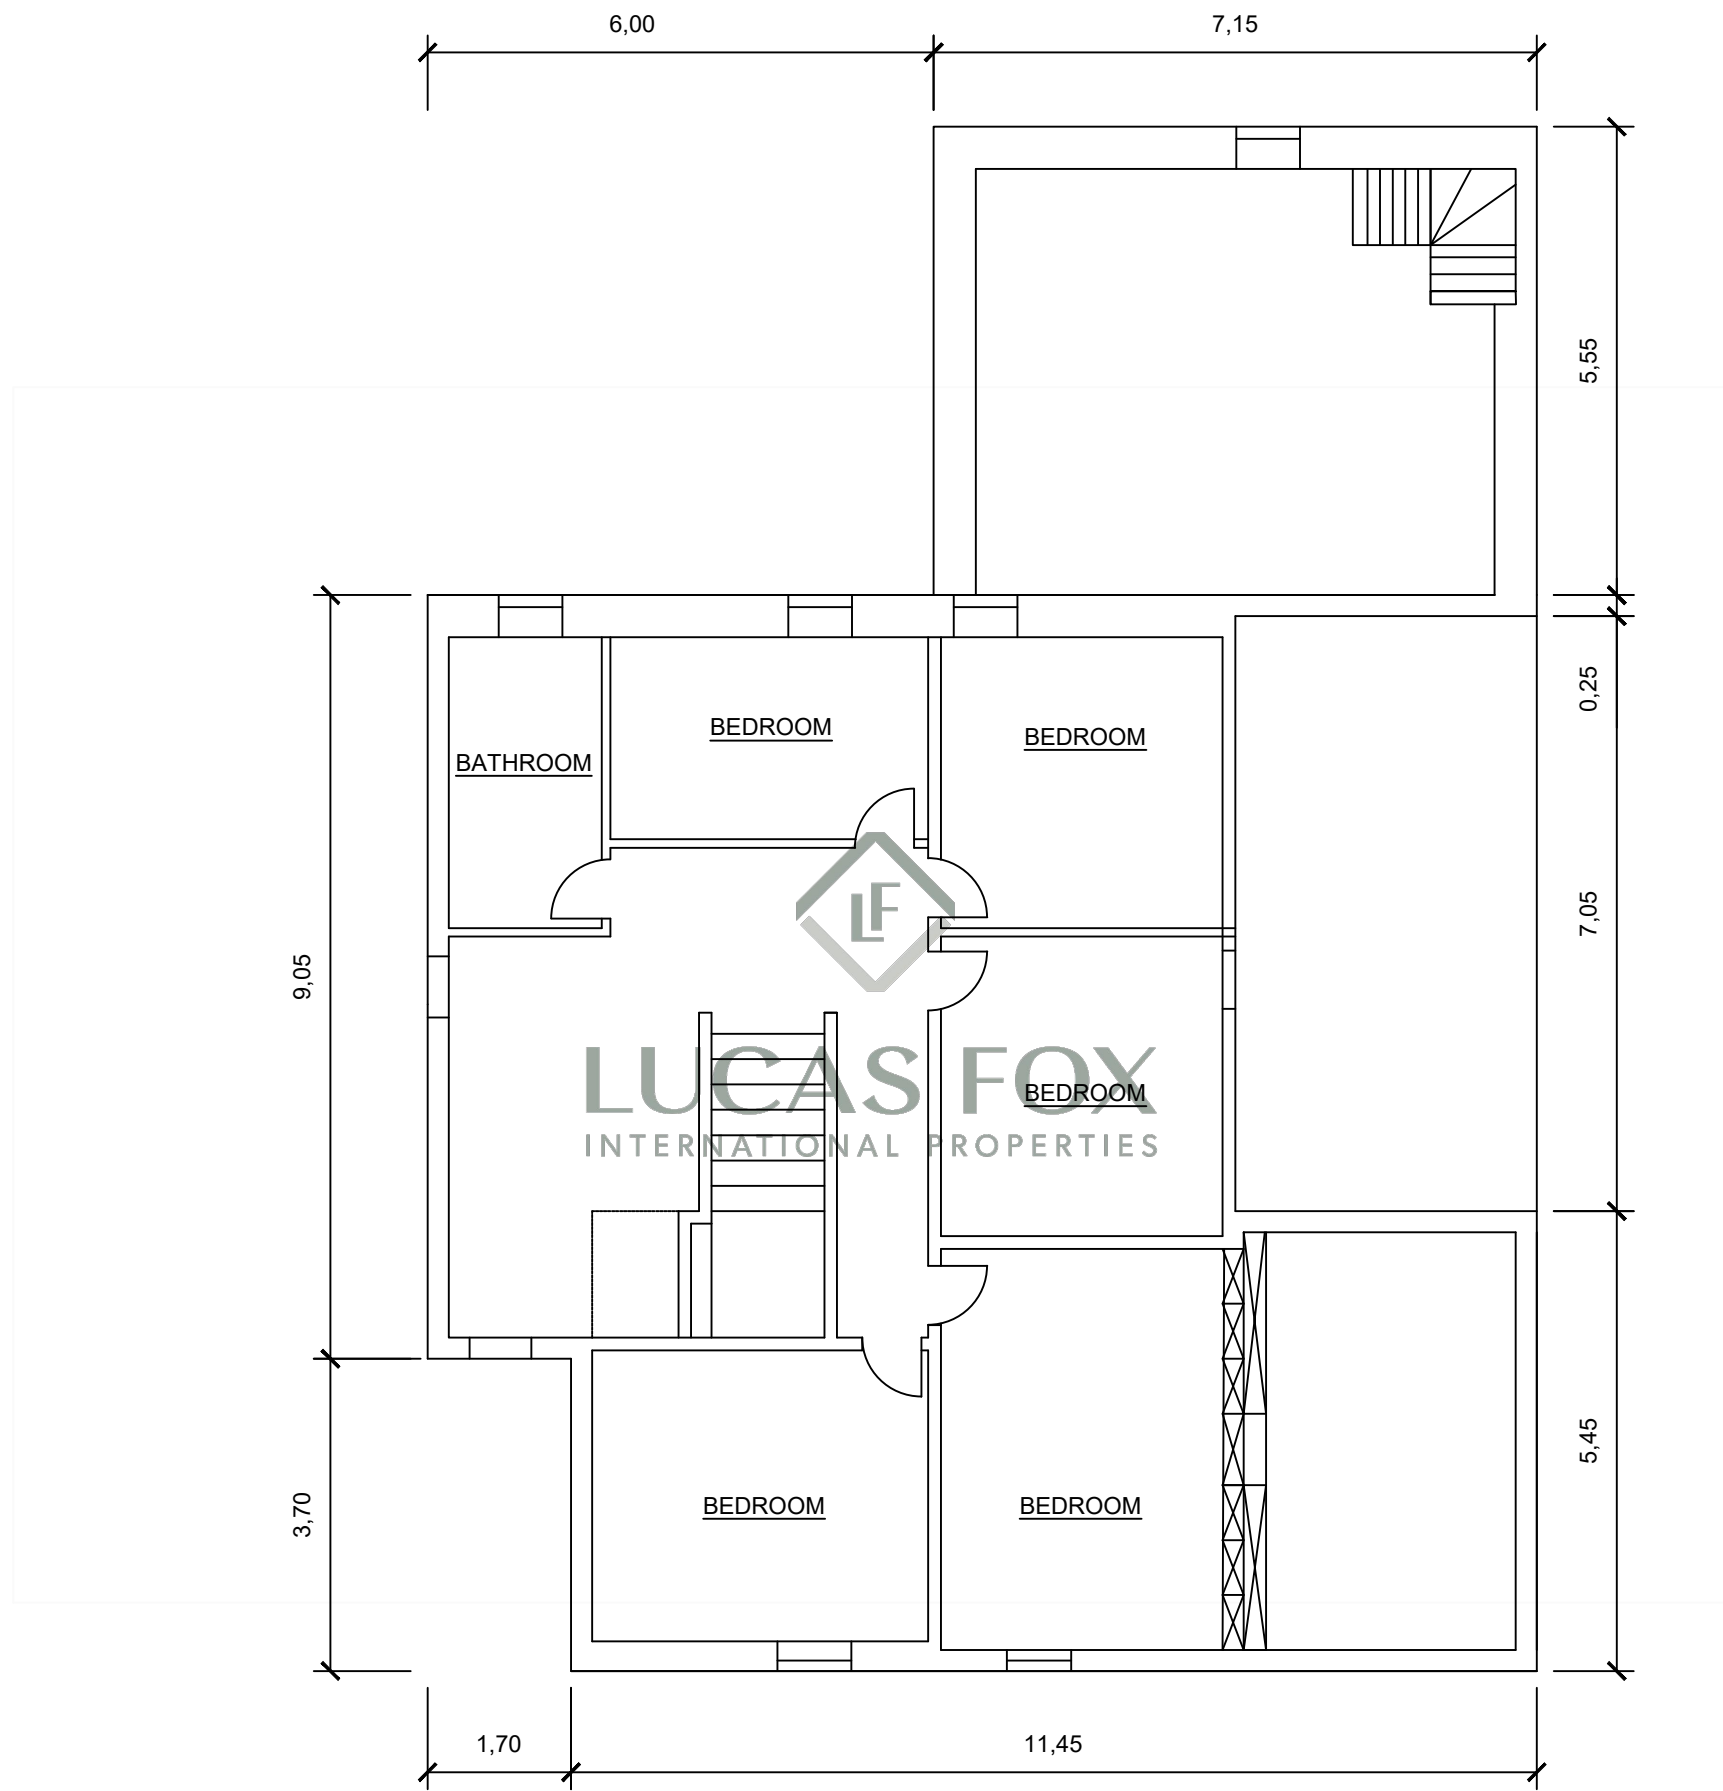 6,00
7,15
5,55
0,25
BEDROOM
BEDROOM
BATHROOM
LF
7,05
9,05
LUCAS FOX
BEDROOM
INTERNATIONAL PROPERTIES
5,45
3,70
BEDROOM
BEDROOM
1,70
11,45